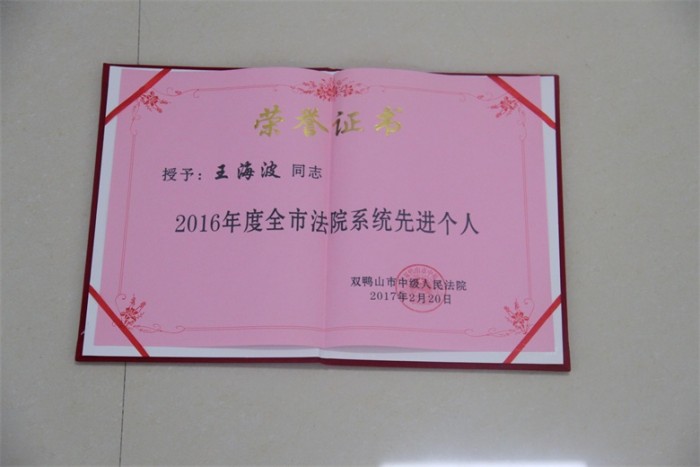 荣誉证书
授予：王海波 同志
2016年度全市法院系统先进个人
双鸭山市中级人民法院
2017年2月20日